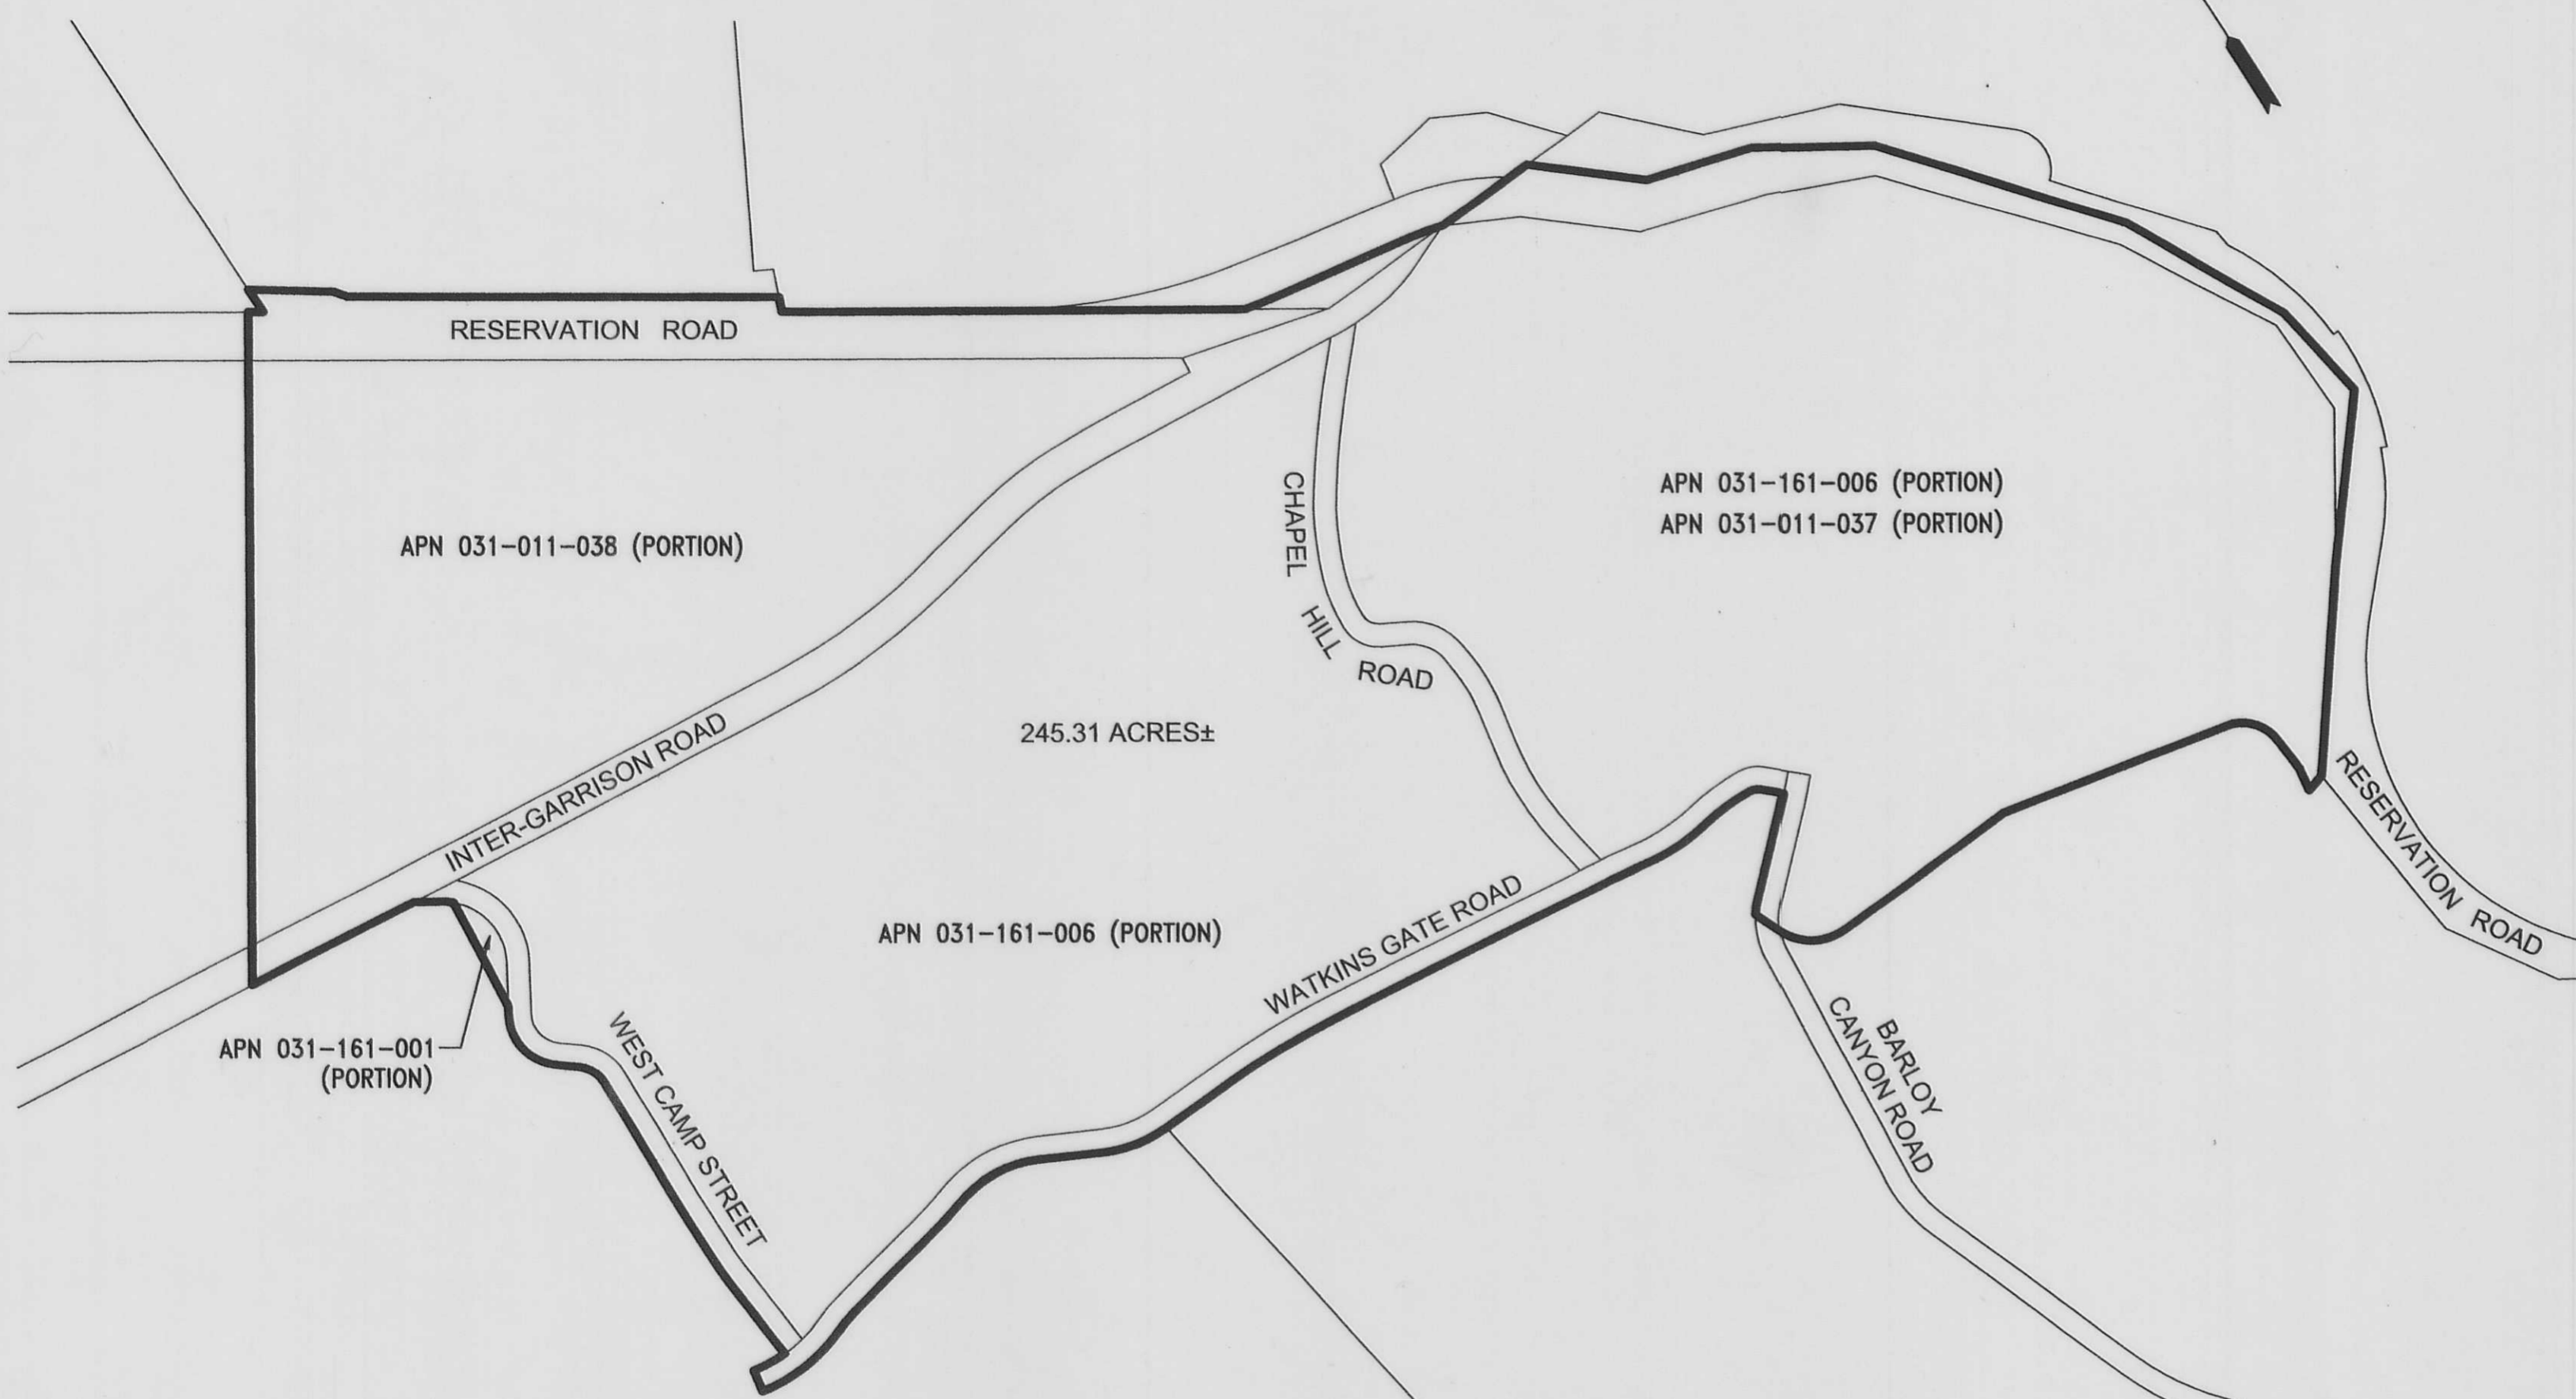 RESERVATION ROAD
APN 031-161-006 (PORTION)
APN 031-011-037 (PORTION)
APN 031-011-038 (PORTION)
CHAPEL HILL ROAD
245.31 ACRES±
INTER-GARRISON ROAD
RESERVATION ROAD
APN 031-161-006 (PORTION)
WATKINS GATE ROAD
APN 031-161-001
(PORTION)
WEST CAMP STREET
BARLOY
CANYON ROAD